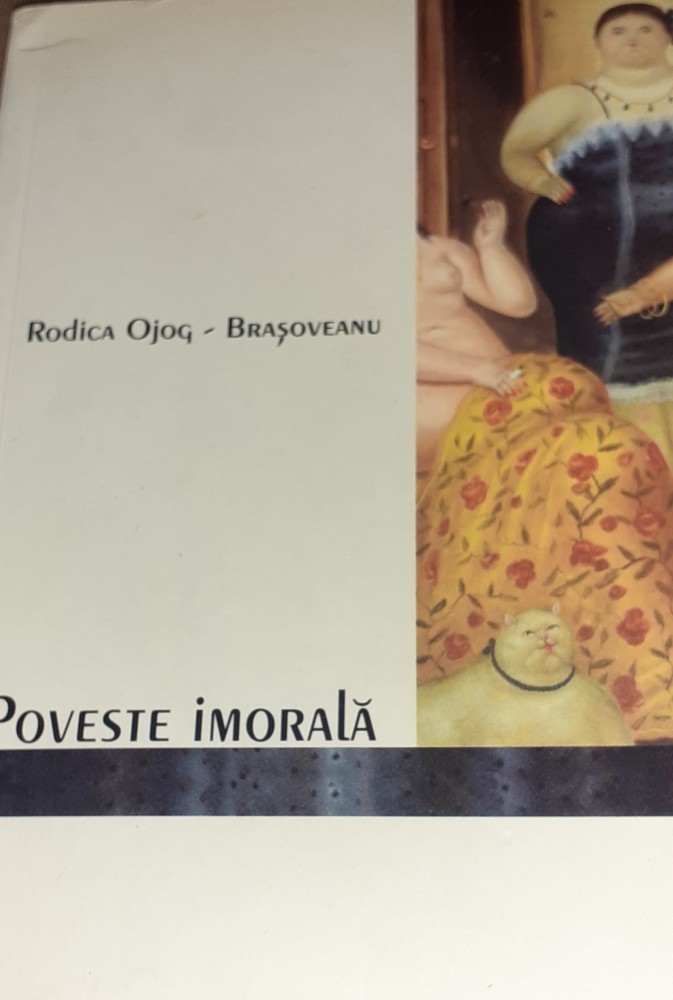 Rodica Ojog - Brașoveanu
Poveste imorală